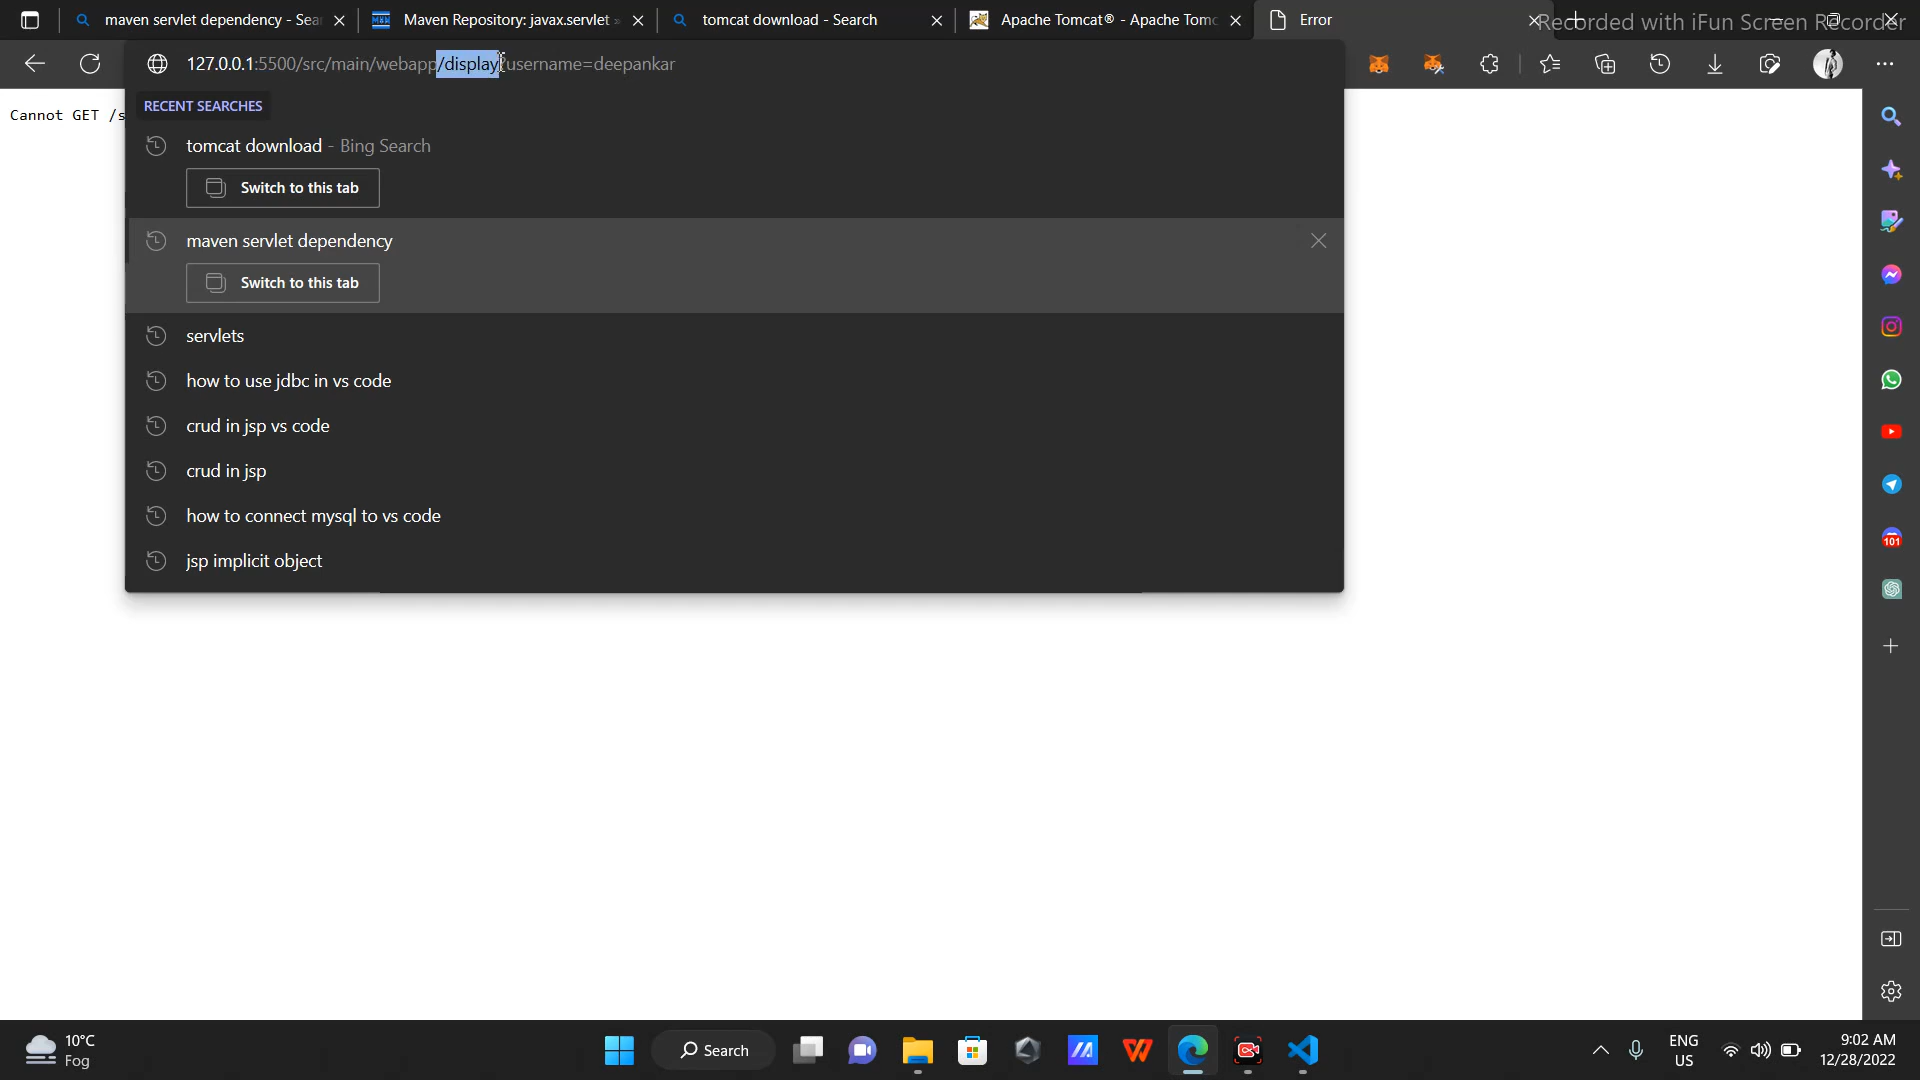 maven servlet dependency - Sea
Maven Repository: javax.servlet »
tomcat download - Search
Apache Tomcat® - Apache Tomc
Error
Recorded with iFun Screen Recorder
127.0.0.1:5500/src/main/webapp/display?username=deepankar
Cannot GET /s
RECENT SEARCHES
tomcat download - Bing Search
Switch to this tab
maven servlet dependency
Switch to this tab
servlets
how to use jdbc in vs code
crud in jsp vs code
crud in jsp
how to connect mysql to vs code
jsp implicit object
101
10°C
Fog
Search
ENG
US
9:02 AM
12/28/2022